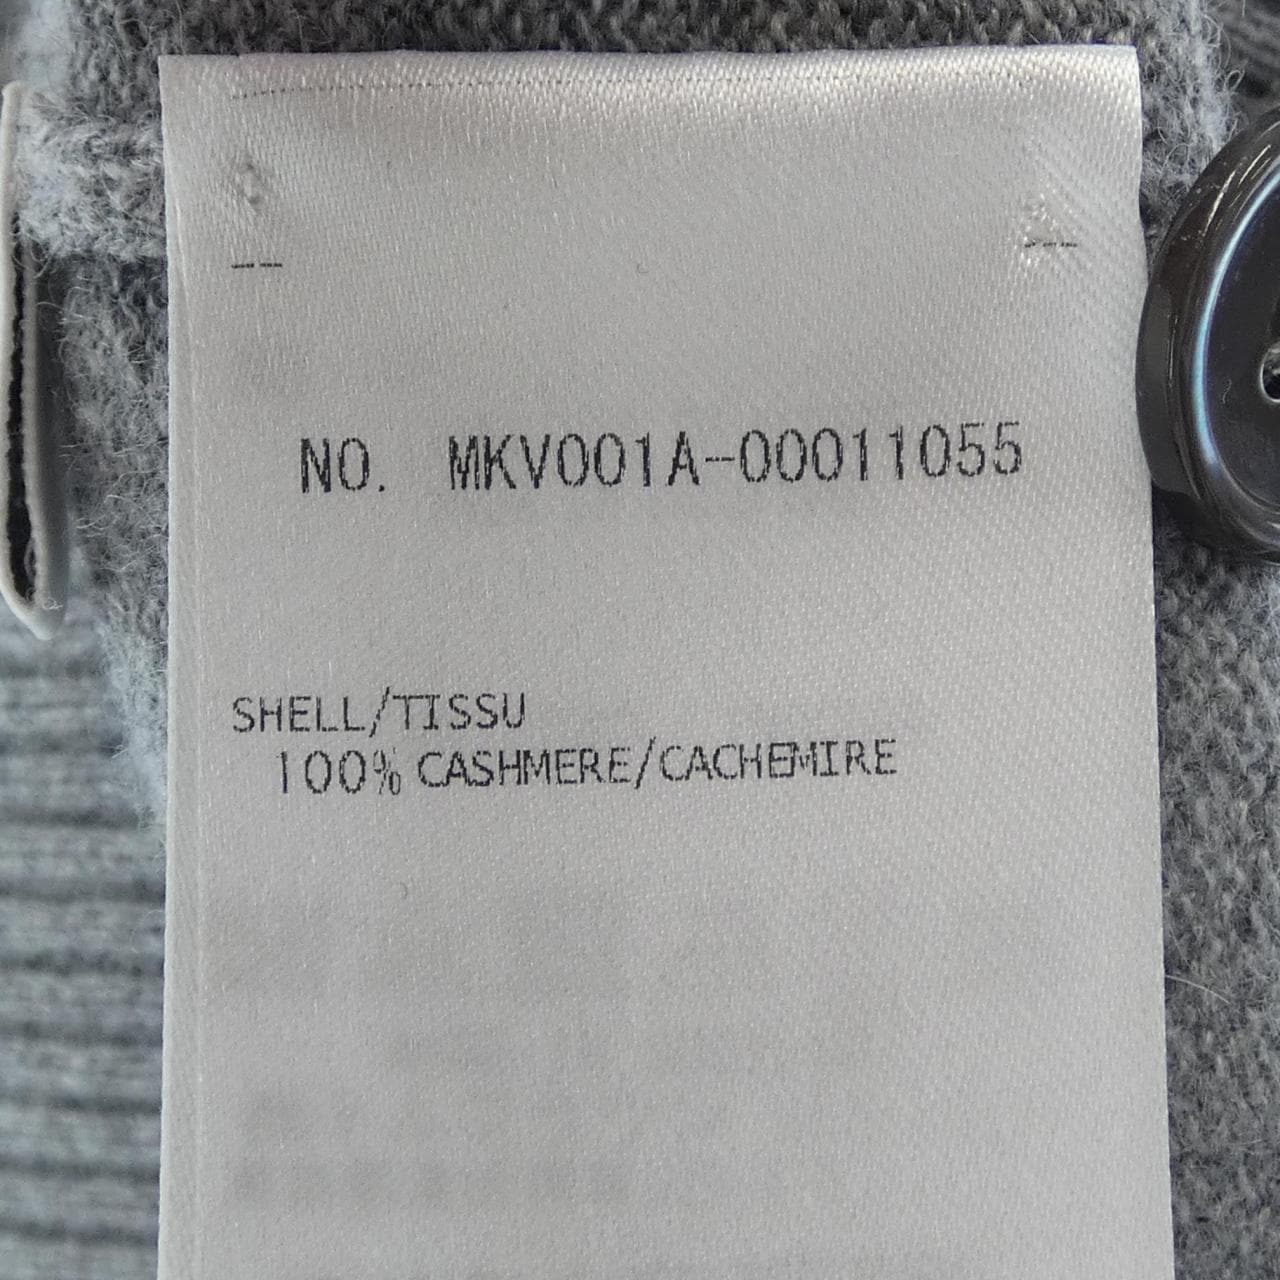 NO. MKV001A-00011055
SHELL/TISSU
100% CASHMERE/CACHEMIRE